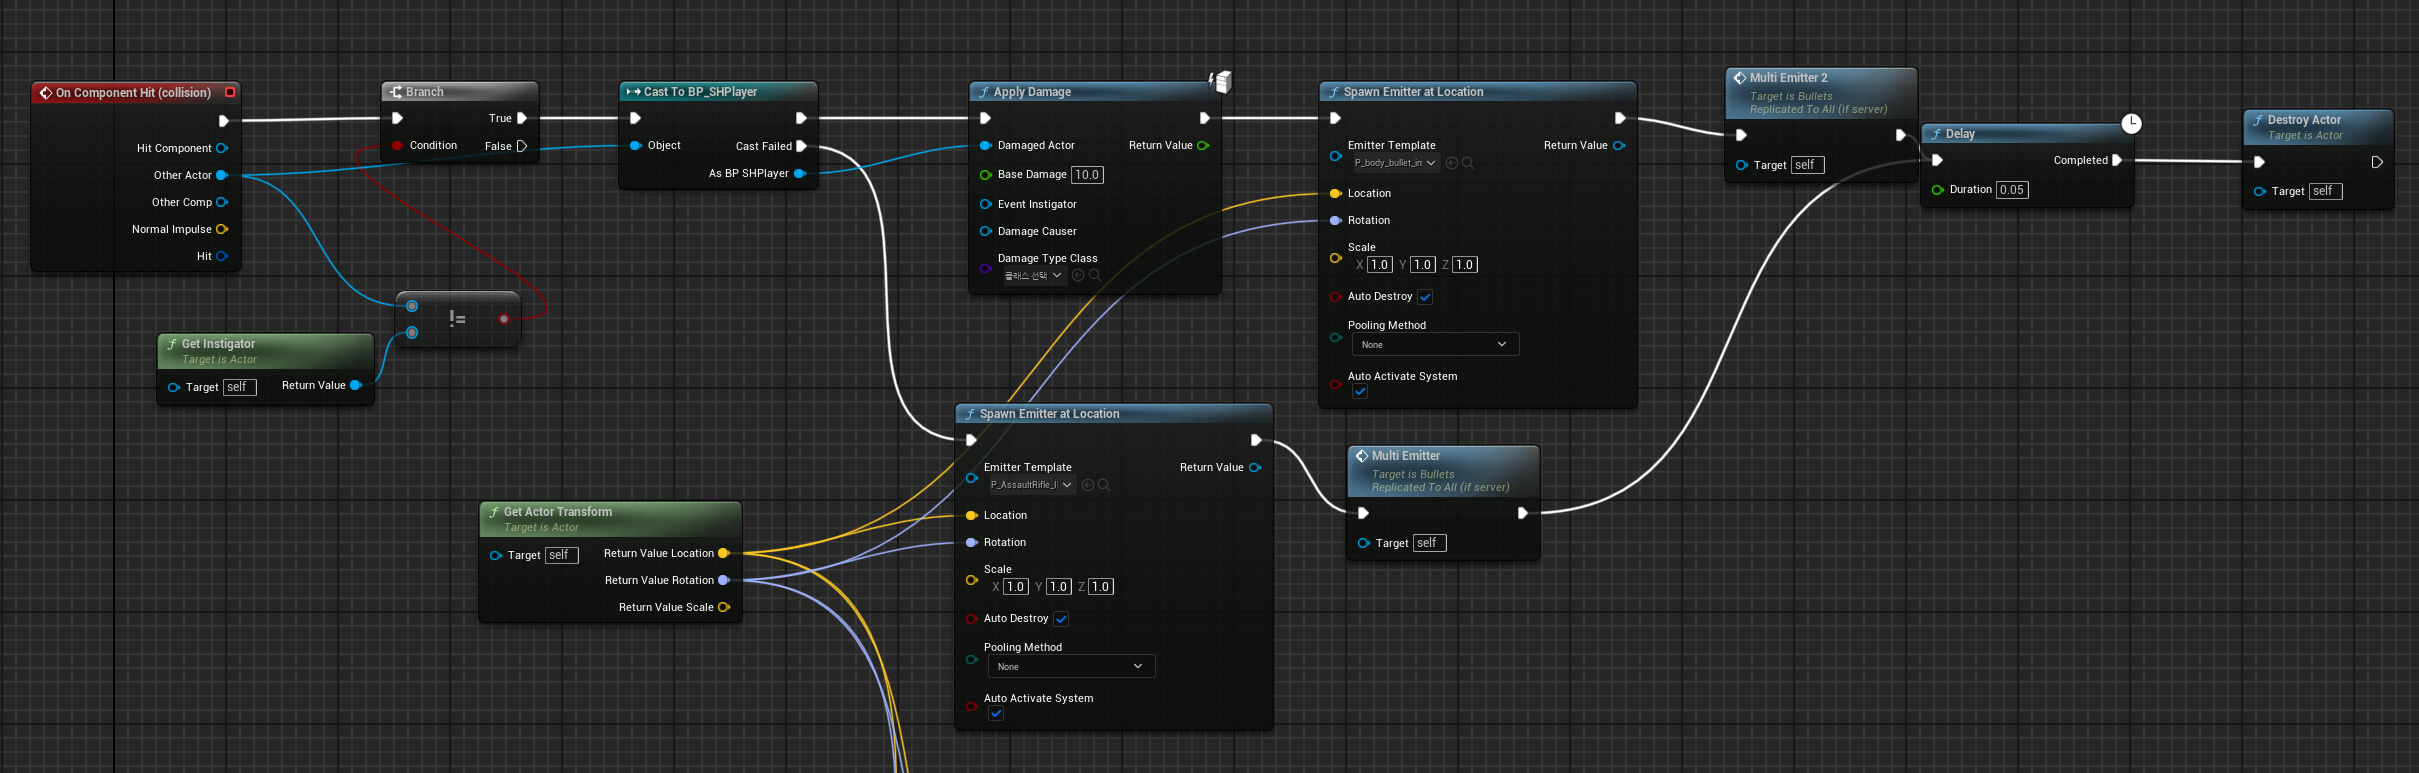 On Component Hit (collision)
Hit Component
Other Actor
Other Comp
Normal Impulse
Hit
Get Instigator
Target is Actor
Target self
Return Value
Branch
True
Condition
False
!=
Cast To BP_SHPlayer
Object
Cast Failed
As BP SHPlayer
Apply Damage
Damaged Actor
Return Value
Base Damage 10.0
Event Instigator
Damage Causer
Damage Type Class
클래스 선택
Spawn Emitter at Location
Emitter Template
Return Value
P_body_bullet_in
Location
Rotation
Scale
X 1.0 Y 1.0 Z 1.0
Auto Destroy
Pooling Method
None
Auto Activate System
Multi Emitter 2
Target is Bullets
Replicated To All (if server)
Target self
Delay
Completed
Duration 0.05
Destroy Actor
Target is Actor
Target self
Get Actor Transform
Target is Actor
Target self
Return Value Location
Return Value Rotation
Return Value Scale
Spawn Emitter at Location
Emitter Template
Return Value
P_AssaultRifle_I
Location
Rotation
Scale
X 1.0 Y 1.0 Z 1.0
Auto Destroy
Pooling Method
None
Auto Activate System
Multi Emitter
Target is Bullets
Replicated To All (if server)
Target self